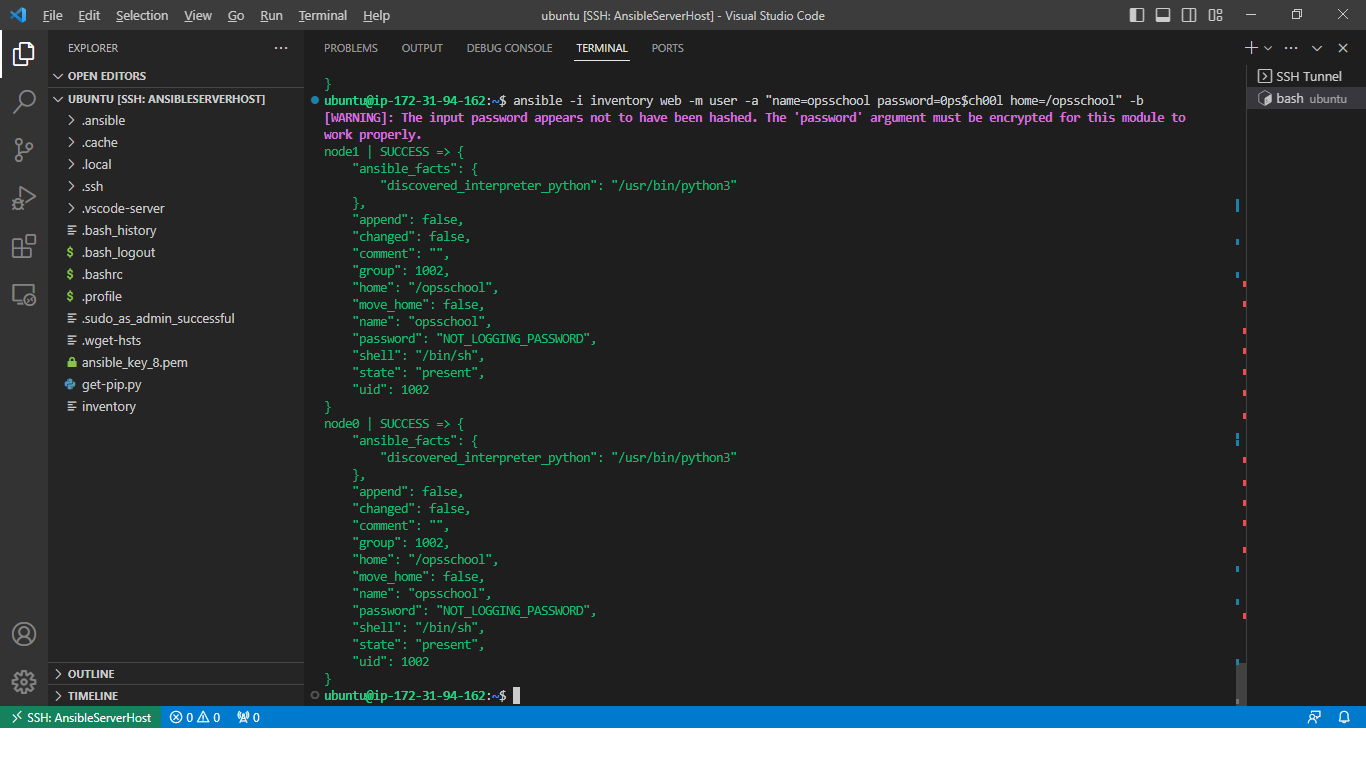 File Edit Selection View Go Run Terminal Help
ubuntu [SSH: AnsibleServerHost] - Visual Studio Code
EXPLORER
OPEN EDITORS
UBUNTU [SSH: ANSIBLESERVERHOST]
.ansible
.cache
.local
.ssh
.vscode-server
.bash_history
.bash_logout
.bashrc
.profile
.sudo_as_admin_successful
.wget-hsts
ansible_key_8.pem
get-pip.py
inventory
OUTLINE
TIMELINE
PROBLEMS OUTPUT DEBUG CONSOLE TERMINAL PORTS
}
ubuntu@ip-172-31-94-162:~$ ansible -i inventory web -m user -a "name=opsschool password=0ps$ch00l home=/opsschool" -b
[WARNING]: The input password appears not to have been hashed. The 'password' argument must be encrypted for this module to
work properly.
node1 | SUCCESS => {
    "ansible_facts": {
        "discovered_interpreter_python": "/usr/bin/python3"
    },
    "append": false,
    "changed": false,
    "comment": "",
    "group": 1002,
    "home": "/opsschool",
    "move_home": false,
    "name": "opsschool",
    "password": "NOT_LOGGING_PASSWORD",
    "shell": "/bin/sh",
    "state": "present",
    "uid": 1002
}
node0 | SUCCESS => {
    "ansible_facts": {
        "discovered_interpreter_python": "/usr/bin/python3"
    },
    "append": false,
    "changed": false,
    "comment": "",
    "group": 1002,
    "home": "/opsschool",
    "move_home": false,
    "name": "opsschool",
    "password": "NOT_LOGGING_PASSWORD",
    "shell": "/bin/sh",
    "state": "present",
    "uid": 1002
}
ubuntu@ip-172-31-94-162:~$
SSH Tunnel
bash ubuntu
SSH: AnsibleServerHost 0 0 0